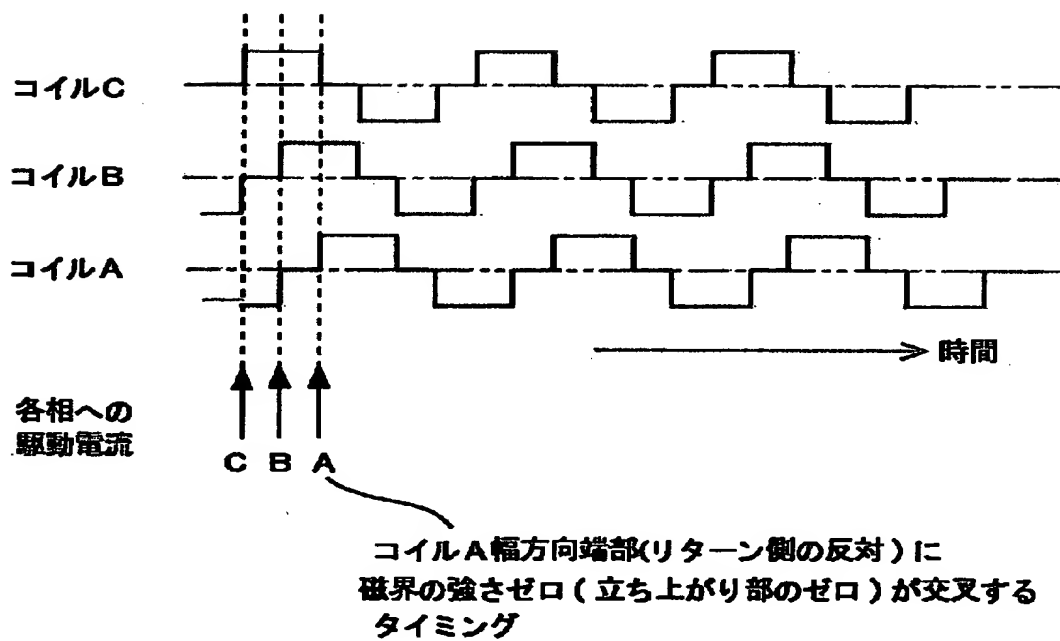 コイルC
コイルB
コイルA
時間
各相への
駆動電流
C B A
コイルA幅方向端部(リターン側の反対)に
磁界の強さゼロ(立ち上がり部のゼロ)が交叉する
タイミング